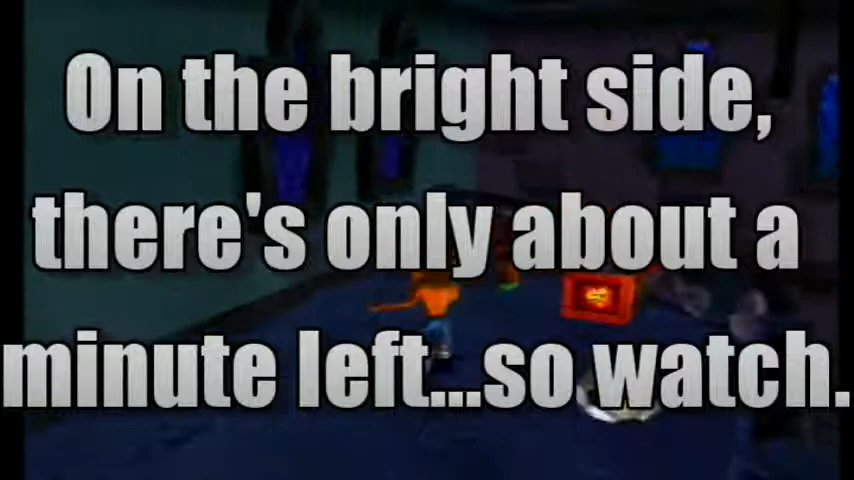 On the bright side,
there's only about a
minute left...so watch.